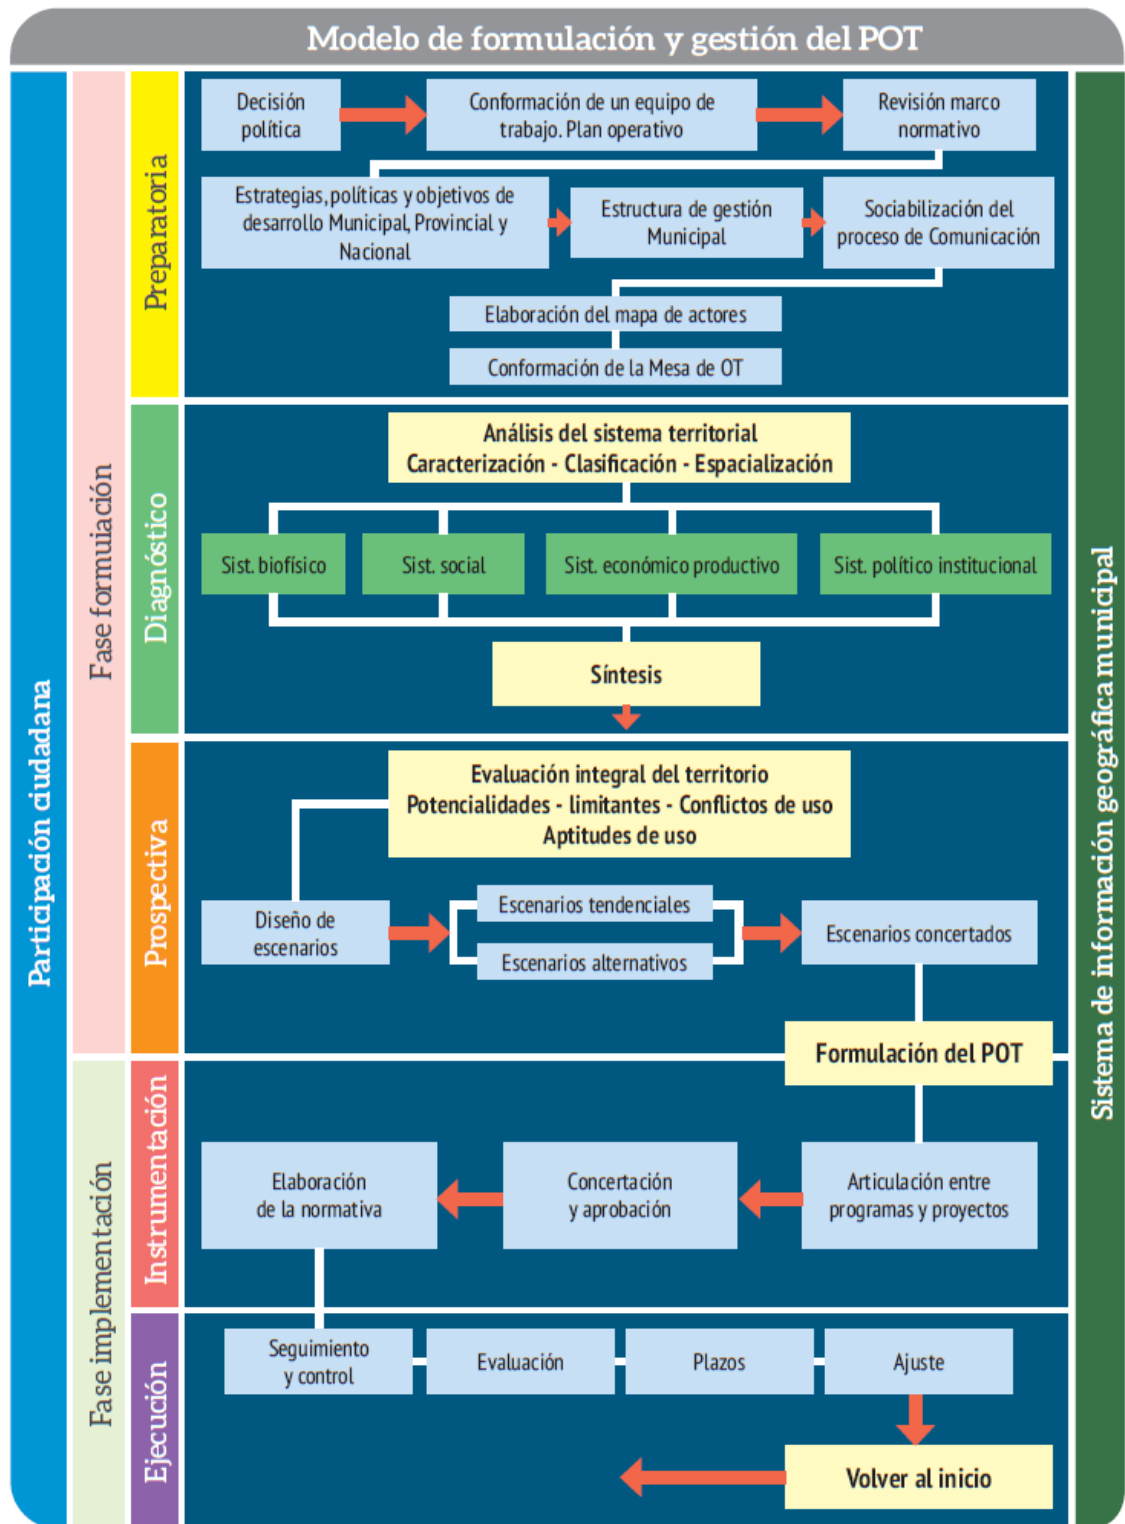 Modelo de formulación y gestión del POT
Participación ciudadana
Fase formulación
Preparatoria
Decisión
política
Conformación de un equipo de
trabajo. Plan operativo
Revisión marco
normativo
Estrategias, políticas y objetivos de
desarrollo Municipal, Provincial y
Nacional
Estructura de gestión
Municipal
Sociabilización del
proceso de Comunicación
Elaboración del mapa de actores
Conformación de la Mesa de OT
Diagnóstico
Análisis del sistema territorial
Caracterización - Clasificación - Espacialización
Sist. biofísico
Sist. social
Sist. económico productivo
Sist. político institucional
Síntesis
Prospectiva
Evaluación integral del territorio
Potencialidades - limitantes - Conflictos de uso
Aptitudes de uso
Diseño de
escenarios
Escenarios tendenciales
Escenarios alternativos
Escenarios concertados
Formulación del POT
Fase implementación
Instrumentación
Elaboración
de la normativa
Concertación
y aprobación
Articulación entre
programas y proyectos
Ejecución
Seguimiento
y control
Evaluación
Plazos
Ajuste
Volver al inicio
Sistema de información geográfica municipal